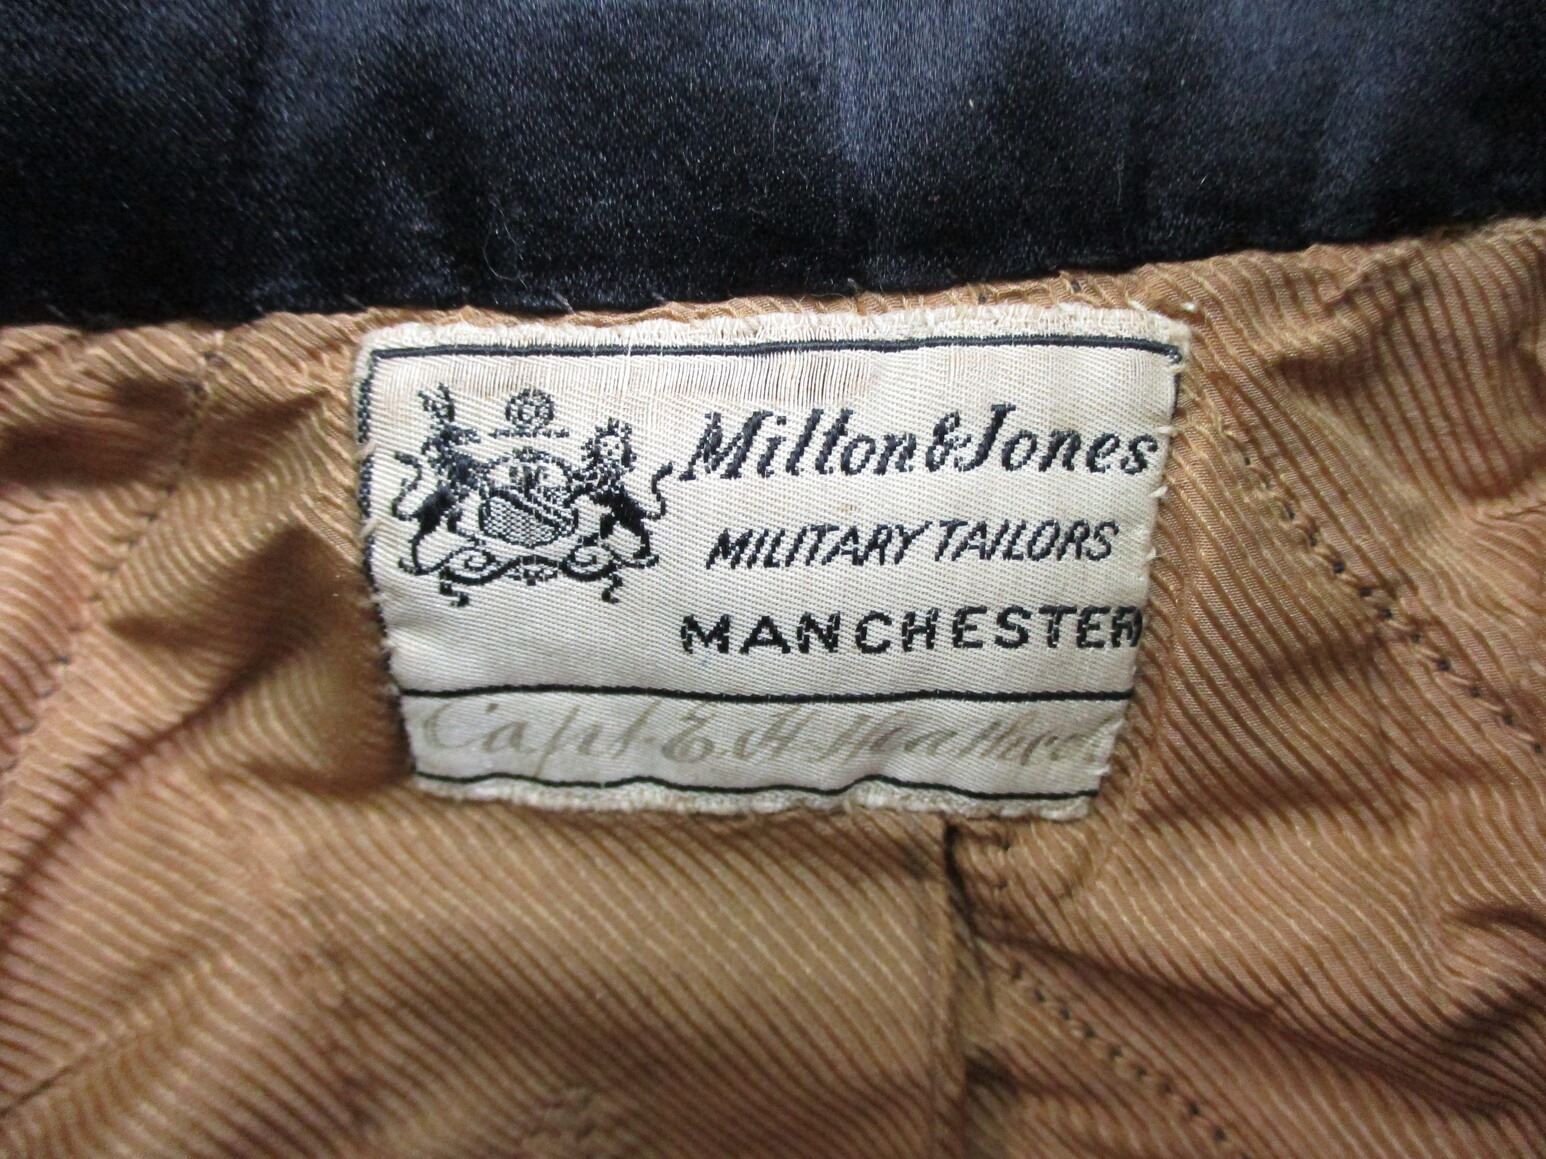 Milton & Jones
MILITARY TAILORS
MANCHESTER
Capt. E H